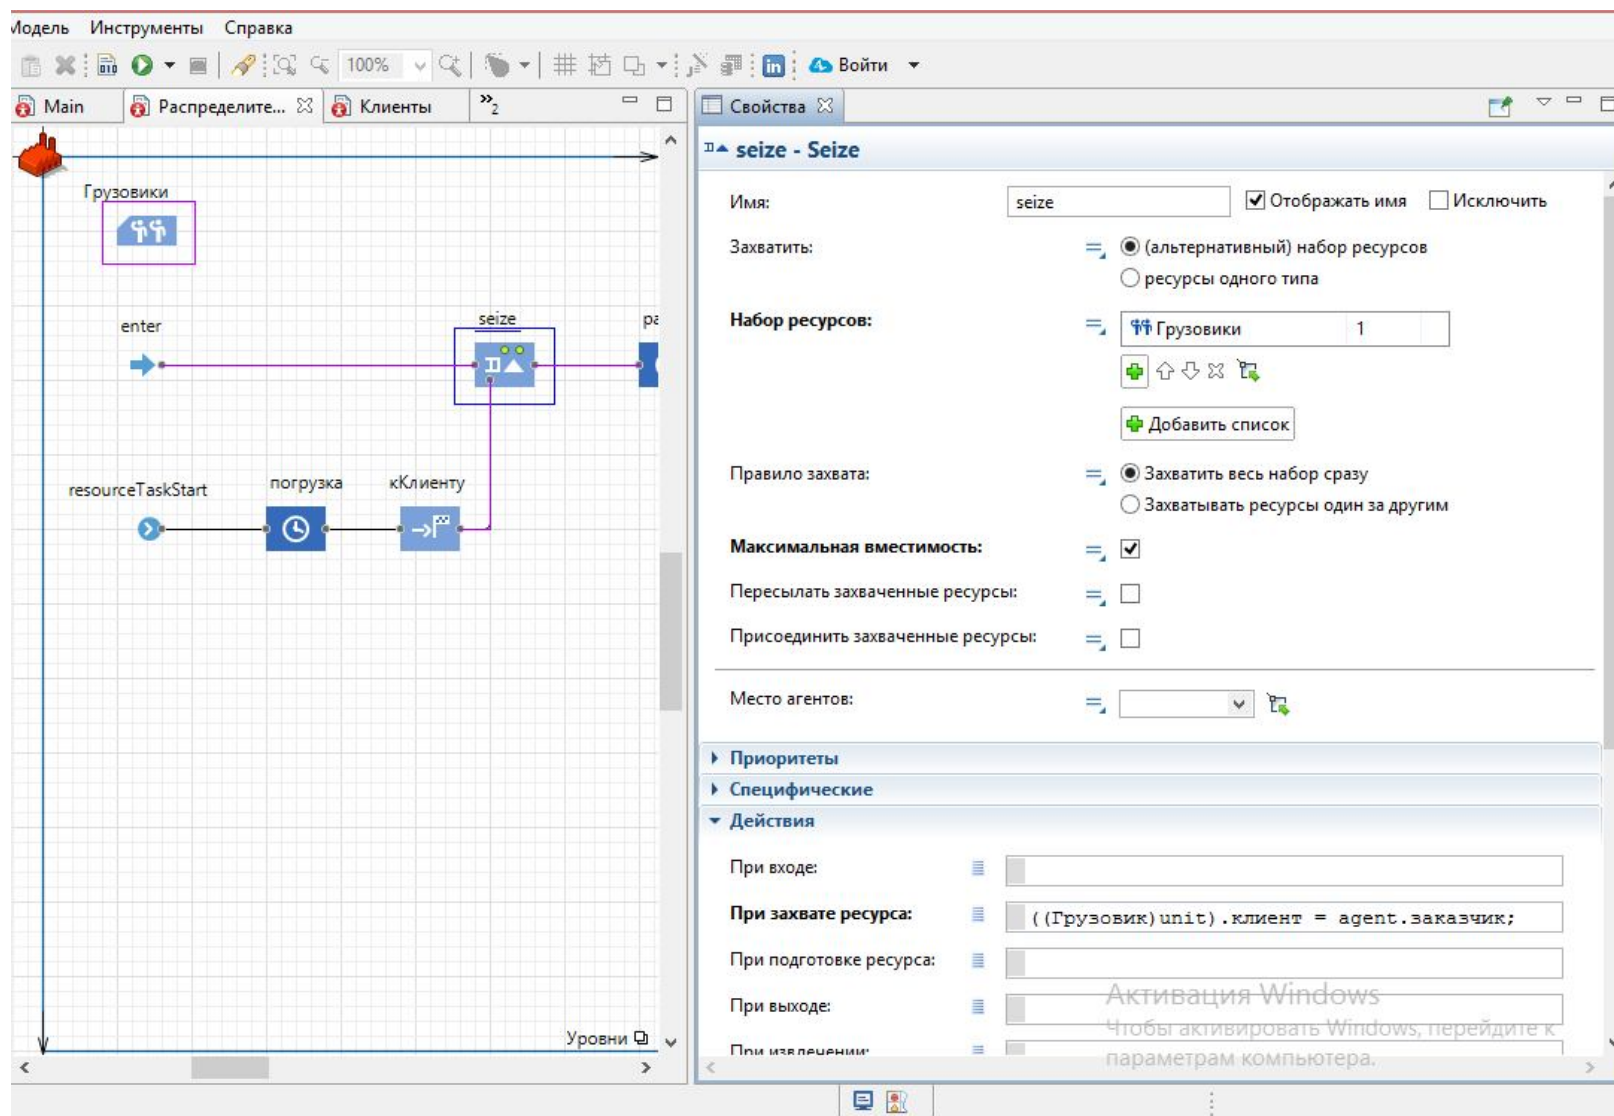 Модель Инструменты Справка
100% Войти
Main Распределите... Клиенты »2 Свойства
seize - Seize
Грузовики
Имя: seize Отображать имя Исключить
Захватить: (альтернативный) набор ресурсов
ресурсы одного типа
enter seize ра
Набор ресурсов: Грузовики 1
Добавить список
resourceTaskStart погрузка кКлиенту
Правило захвата: Захватить весь набор сразу
Захватывать ресурсы один за другим
Максимальная вместимость:
Пересылать захваченные ресурсы:
Присоединить захваченные ресурсы:
Место агентов:
Приоритеты
Специфические
Действия
При входе:
При захвате ресурса: ((Грузовик)unit).клиент = agent.заказчик;
При подготовке ресурса:
Активация Windows
При выходе:
Чтобы активировать Windows, перейдите к
Уровни
При извлечении:
параметрам компьютера.